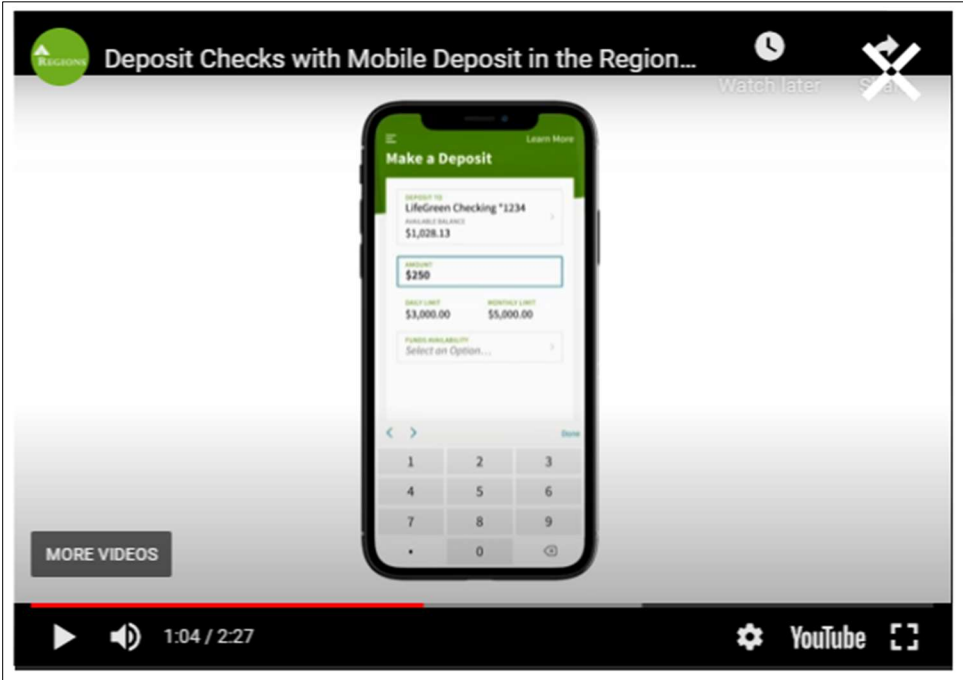 REGIONS
Deposit Checks with Mobile Deposit in the Region...
Watch later
Learn More
Make a Deposit
DEPOSIT TO
LifeGreen Checking *1234
AVAILABLE BALANCE
$1,028.13
AMOUNT
$250
DAILY LIMIT MONTHLY LIMIT
$3,000.00 $5,000.00
FUNDS AVAILABILITY
Select an Option...
Done
1 2 3
4 5 6
7 8 9
. 0
MORE VIDEOS
1:04 / 2:27
YouTube